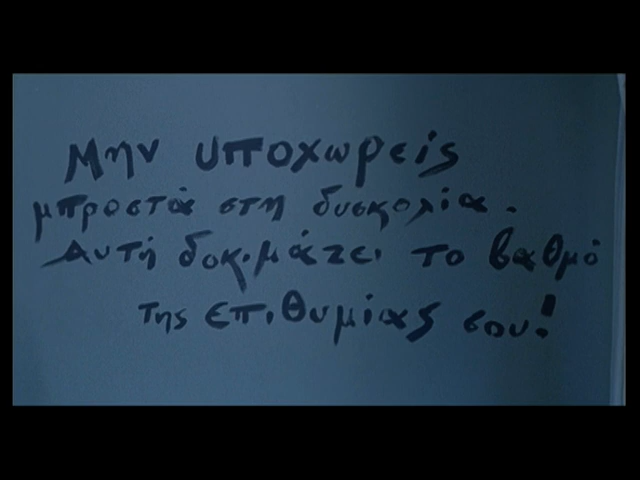 Μην υποχωρείς
μπροστά στη δυσκολία.
Αυτή δοκιμάζει το βαθμό
της επιθυμίας σου!